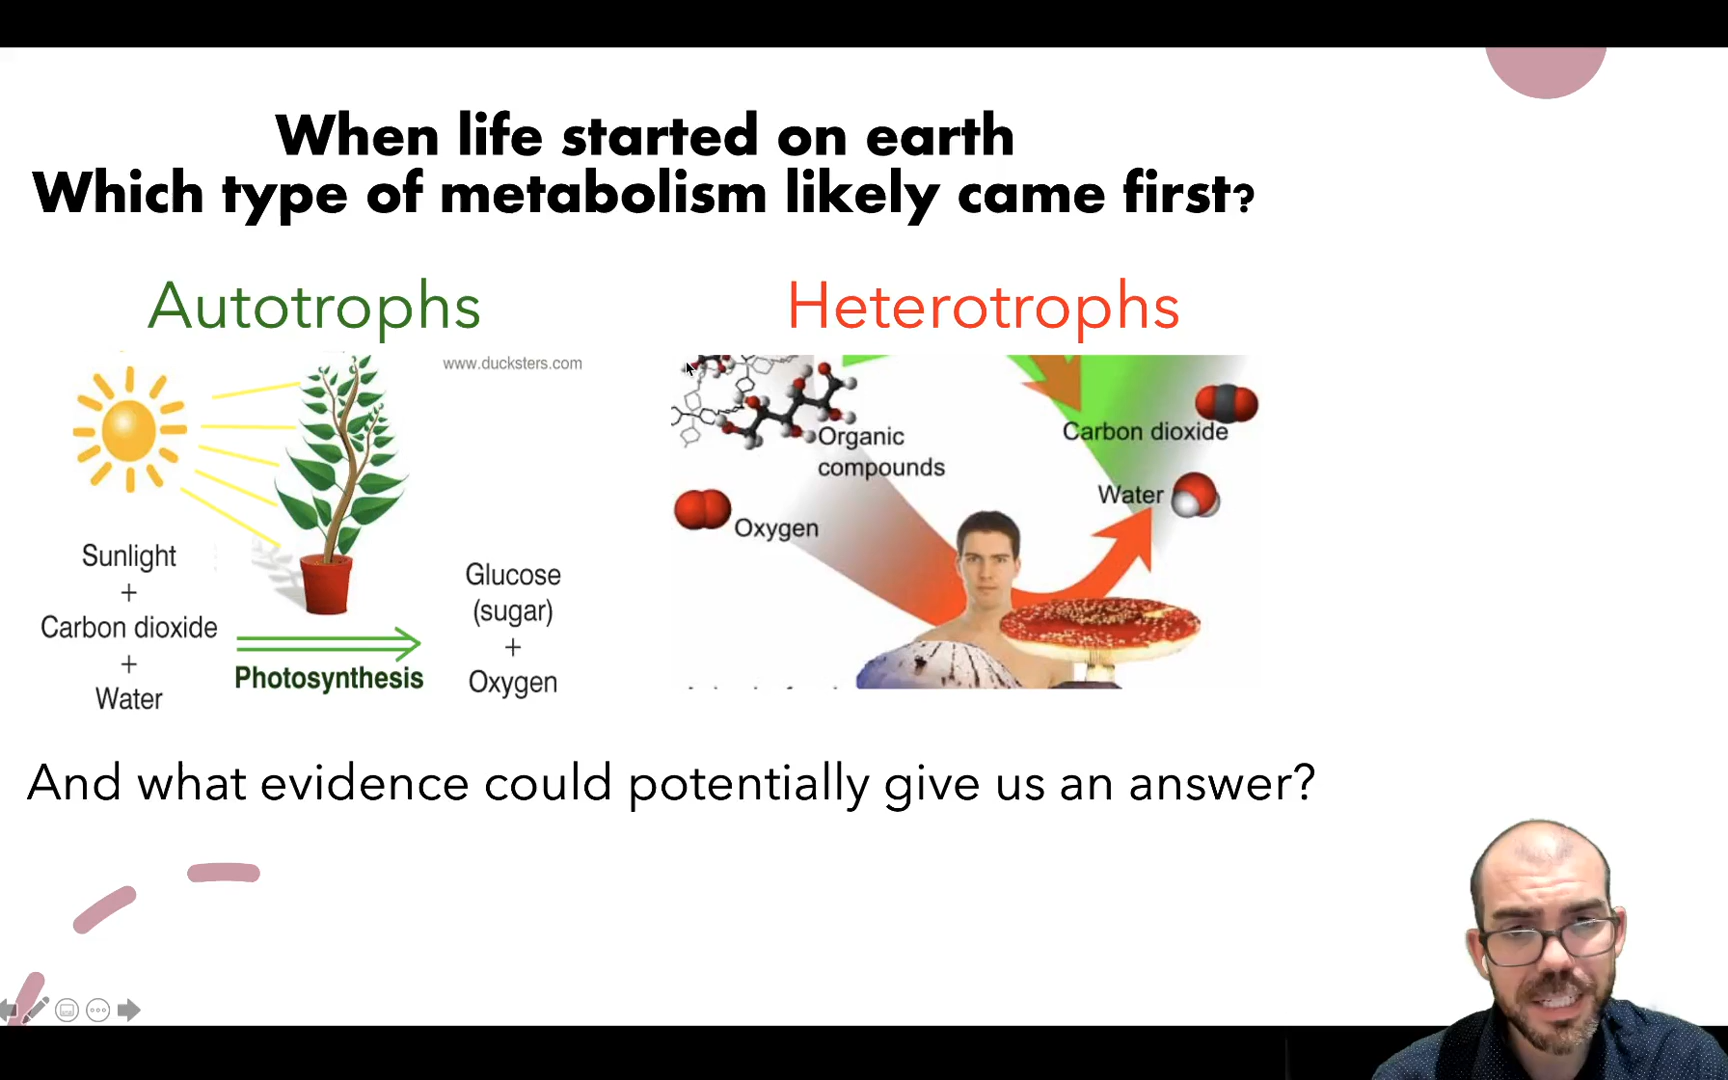 When life started on earth
Which type of metabolism likely came first?
Autotrophs
www.ducksters.com
Sunlight
+
Carbon dioxide
+
Water
Photosynthesis
Glucose
(sugar)
+
Oxygen
Heterotrophs
Organic
compounds
Oxygen
Carbon dioxide
Water
And what evidence could potentially give us an answer?